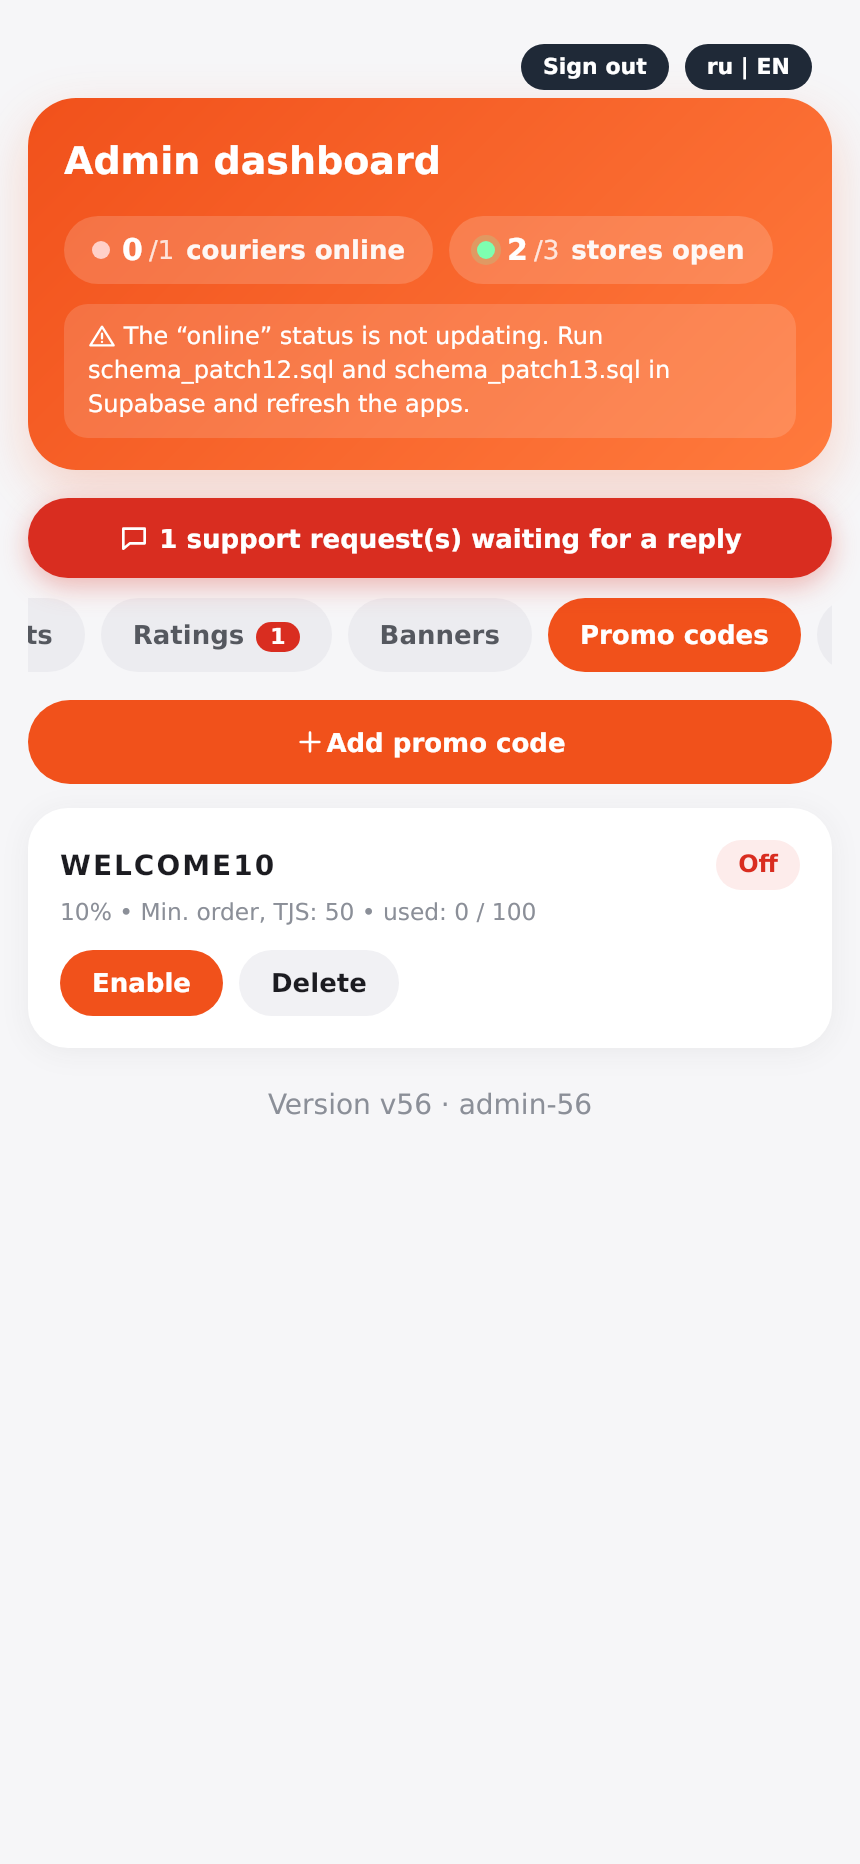 Sign out
ru | EN
Admin dashboard
0 /1 couriers online
2 /3 stores open
The “online” status is not updating. Run
schema_patch12.sql and schema_patch13.sql in
Supabase and refresh the apps.
1 support request(s) waiting for a reply
ts
Ratings 1
Banners
Promo codes
+ Add promo code
WELCOME10
Off
10% • Min. order, TJS: 50 • used: 0 / 100
Enable
Delete
Version v56 · admin-56